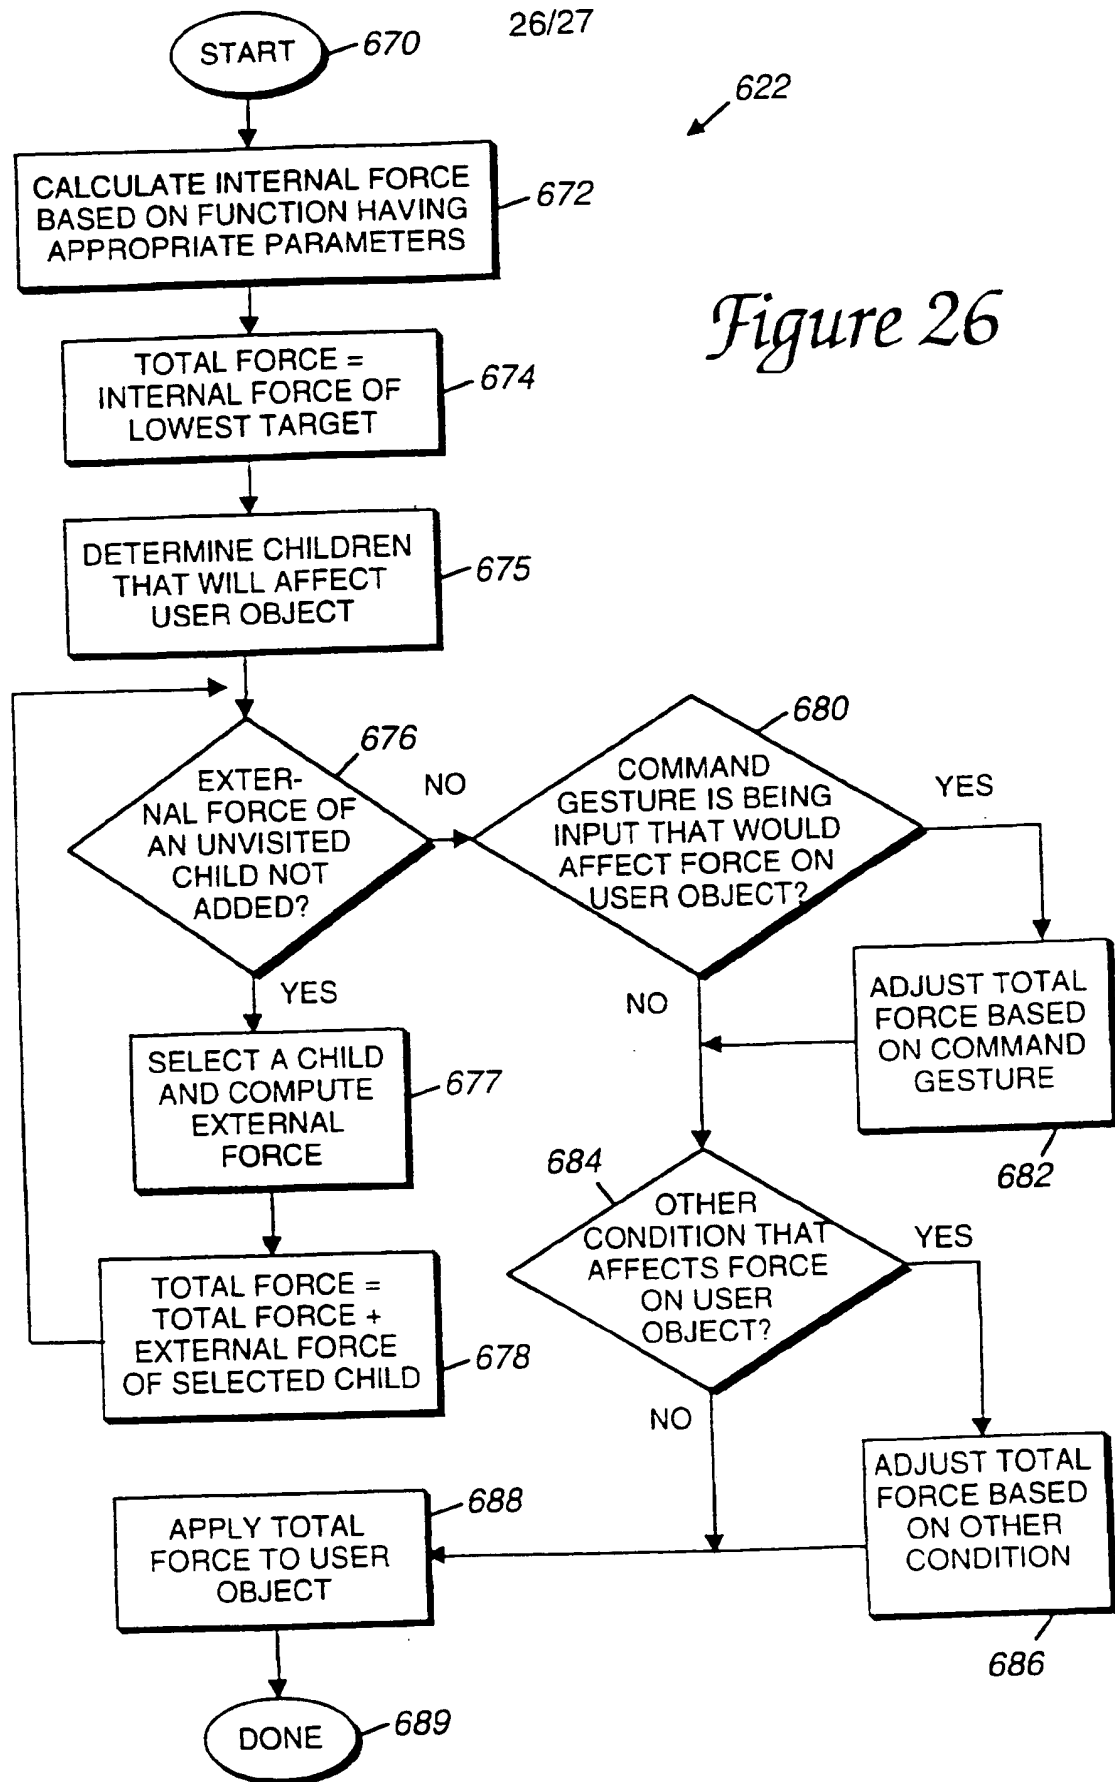 26/27
START
670
622
CALCULATE INTERNAL FORCE
BASED ON FUNCTION HAVING
APPROPRIATE PARAMETERS
672
Figure 26
TOTAL FORCE =
INTERNAL FORCE OF
LOWEST TARGET
674
DETERMINE CHILDREN
THAT WILL AFFECT
USER OBJECT
675
EXTER-
NAL FORCE OF
AN UNVISITED
CHILD NOT
ADDED?
676
NO
YES
COMMAND
GESTURE IS BEING
INPUT THAT WOULD
AFFECT FORCE ON
USER OBJECT?
680
YES
NO
ADJUST TOTAL
FORCE BASED
ON COMMAND
GESTURE
682
SELECT A CHILD
AND COMPUTE
EXTERNAL
FORCE
677
TOTAL FORCE =
TOTAL FORCE +
EXTERNAL FORCE
OF SELECTED CHILD
678
684
OTHER
CONDITION THAT
AFFECTS FORCE
ON USER
OBJECT?
YES
NO
ADJUST TOTAL
FORCE BASED
ON OTHER
CONDITION
686
APPLY TOTAL
FORCE TO USER
OBJECT
688
DONE
689